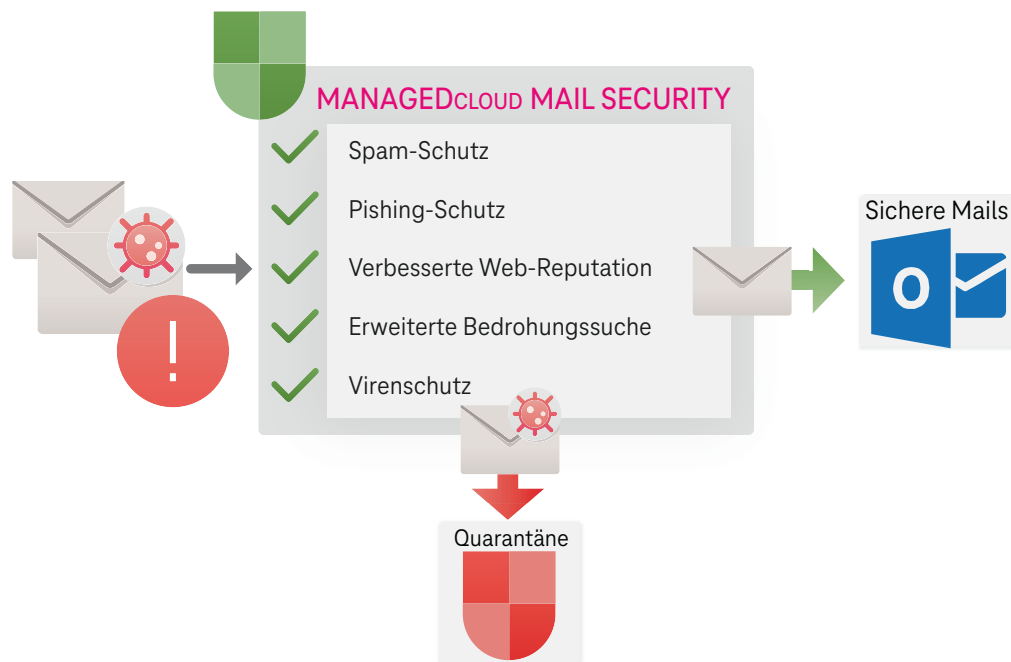 MANAGEDCLOUD MAIL SECURITY
Spam-Schutz
Pishing-Schutz
Verbesserte Web-Reputation
Erweiterte Bedrohungssuche
Virenschutz
!
Sichere Mails
O
Quarantäne